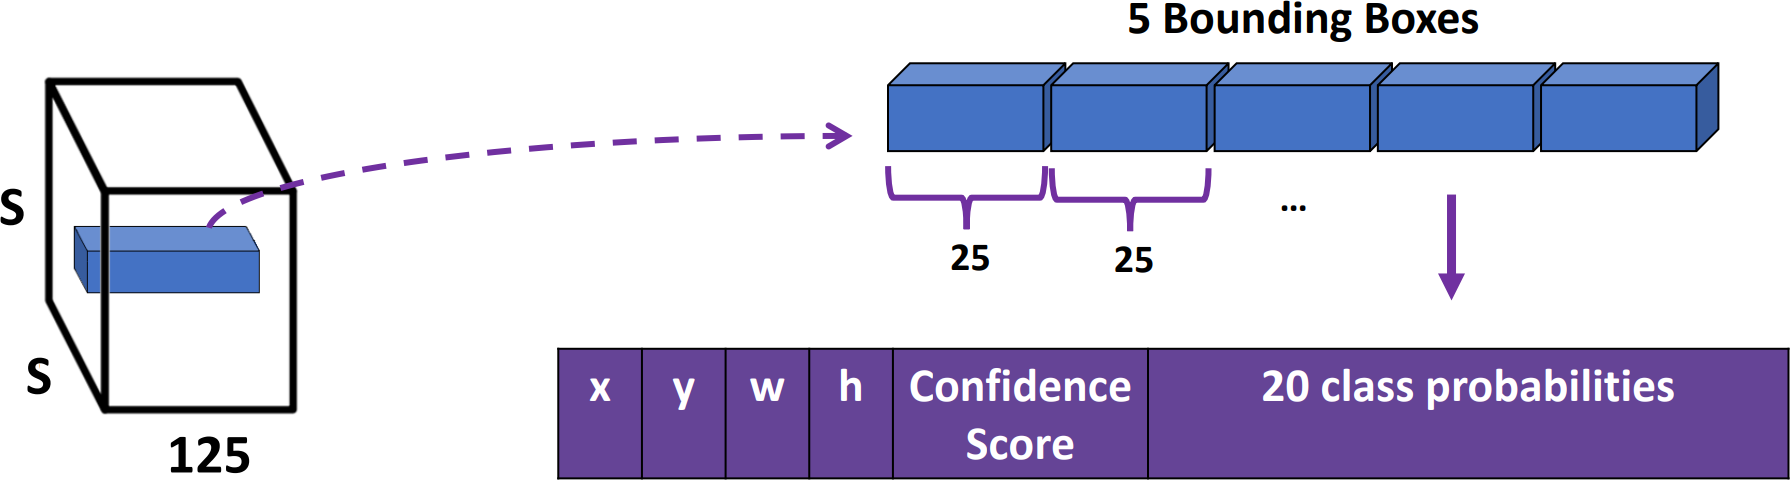 5 Bounding Boxes
S
S
125
25
25
...
x
y
w
h
Confidence
Score
20 class probabilities